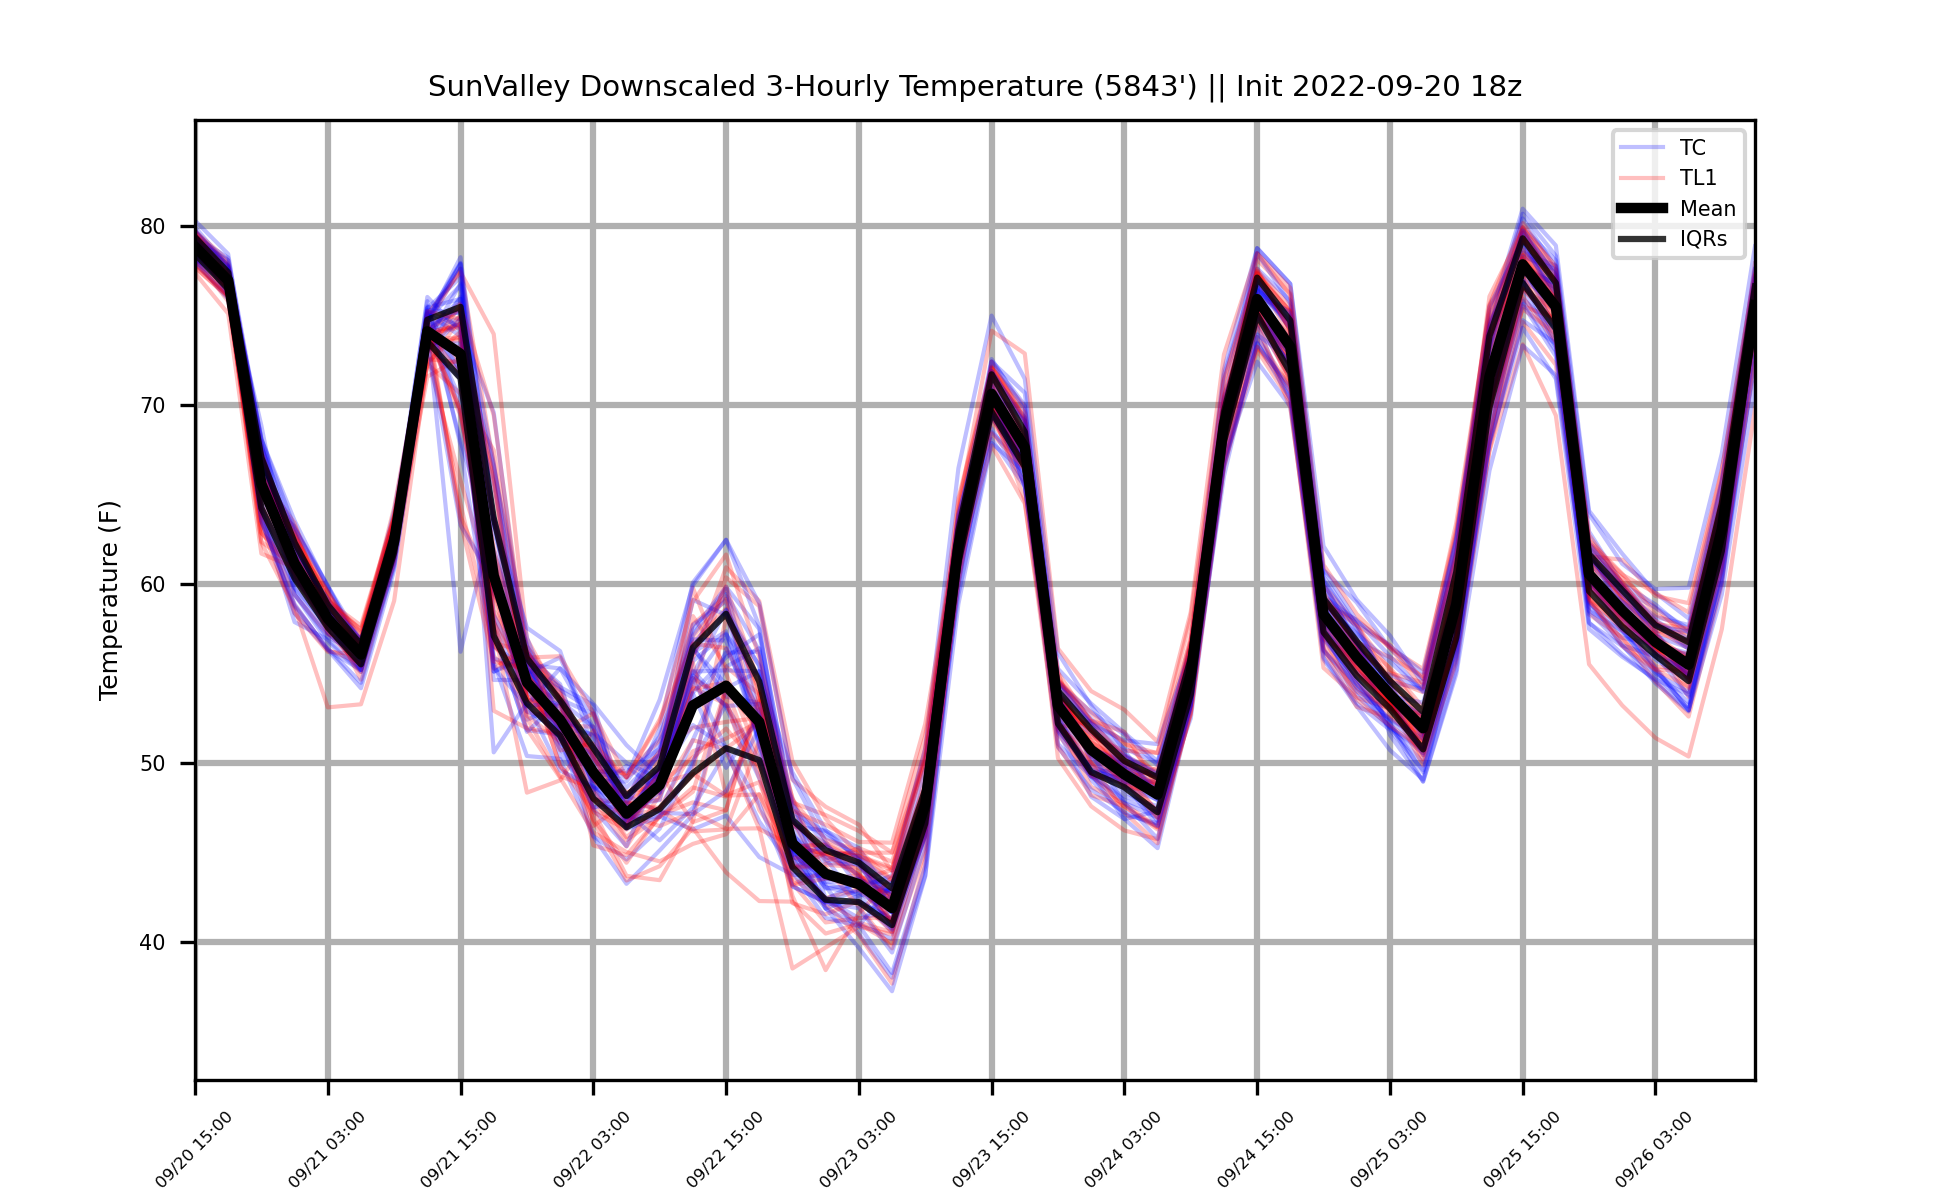 SunValley Downscaled 3-Hourly Temperature (5843') || Init 2022-09-20 18z
TC
TL1
Mean
IQRs
80
70
60
50
40
Temperature (F)
09/20 15:00
09/21 03:00
09/21 15:00
09/22 03:00
09/22 15:00
09/23 03:00
09/23 15:00
09/24 03:00
09/24 15:00
09/25 03:00
09/25 15:00
09/26 03:00